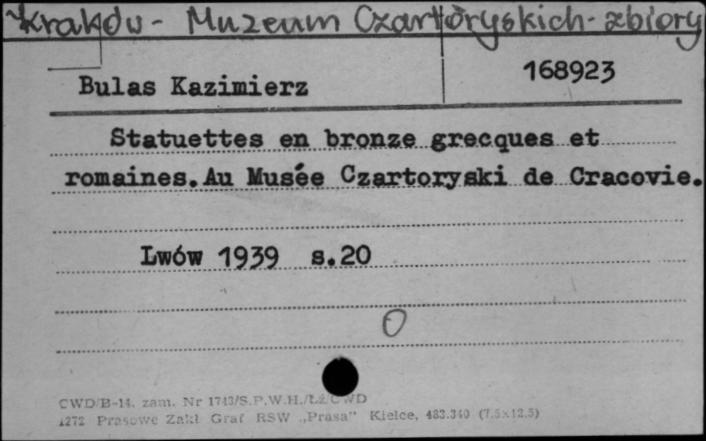 Kraków - Muzeum Czartoryskich - zbiory
168923
Bulas Kazimierz
Statuettes en bronze grecques et
romaines. Au Musée Czartoryski de Cracovie.
Lwów 1939 s.20
O
CWD/B-14. zam. Nr 1743/S.P.W.H./Łź/CWD
1272 Prasowe Zakł Graf RSW „Prasa" Kielce, 483.340 (7,5x12,5)